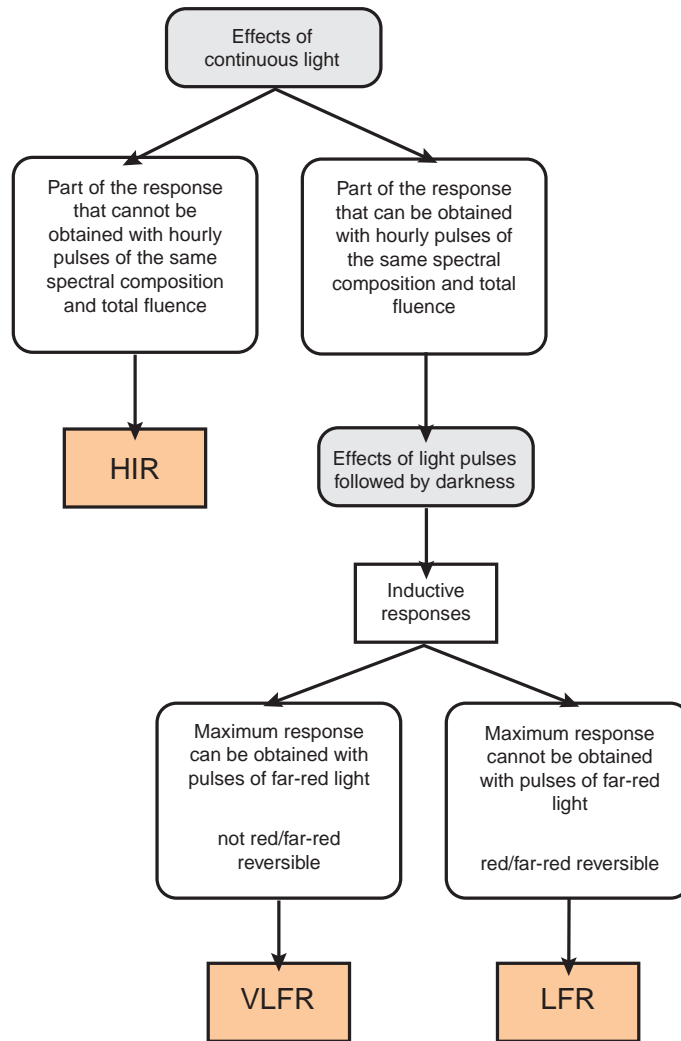 Effects of
continuous light
Part of the response
that cannot be
obtained with hourly
pulses of the same
spectral composition
and total fluence
Part of the response
that can be obtained
with hourly pulses of
the same spectral
composition and total
fluence
HIR
Effects of light pulses
followed by darkness
Inductive
responses
Maximum response
can be obtained with
pulses of far-red light
not red/far-red
reversible
Maximum response
cannot be obtained
with pulses of far-red
light
red/far-red reversible
VLFR
LFR